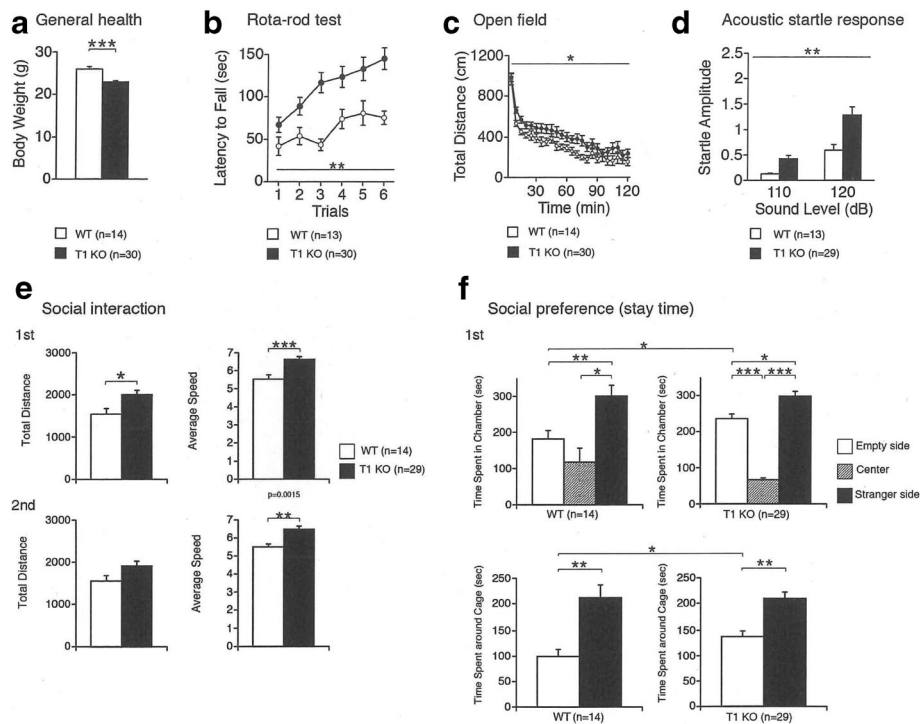 a General health
***
Body Weight (g)
30
20
10
0
WT (n=14)
T1 KO (n=30)
b Rota-rod test
Latency to Fall (sec)
150
100
50
0
**
1 2 3 4 5 6
Trials
WT (n=13)
T1 KO (n=30)
c Open field
*
Total Distance (cm)
1200
800
400
0
30 60 90 120
Time (min)
WT (n=14)
T1 KO (n=30)
d Acoustic startle response
**
Startle Amplitude
2.5
2
1.5
1
0.5
0
110 120
Sound Level (dB)
WT (n=13)
T1 KO (n=29)
e Social interaction
1st
Total Distance
3000
2000
1000
0
*
Average Speed
7
6
5
4
3
2
1
0
***
WT (n=14)
T1 KO (n=29)
2nd
Total Distance
3000
2000
1000
0
p=0.0015
Average Speed
7
6
5
4
3
2
1
0
**
f Social preference (stay time)
1st
*
Time Spent in Chamber (sec)
400
300
200
100
0
**
*
WT (n=14)
Time Spent in Chamber (sec)
400
300
200
100
0
*
*** ***
T1 KO (n=29)
Empty side
Center
Stranger side
*
Time Spent around Cage (sec)
250
200
150
100
50
0
**
WT (n=14)
Time Spent around Cage (sec)
250
200
150
100
50
0
**
T1 KO (n=29)